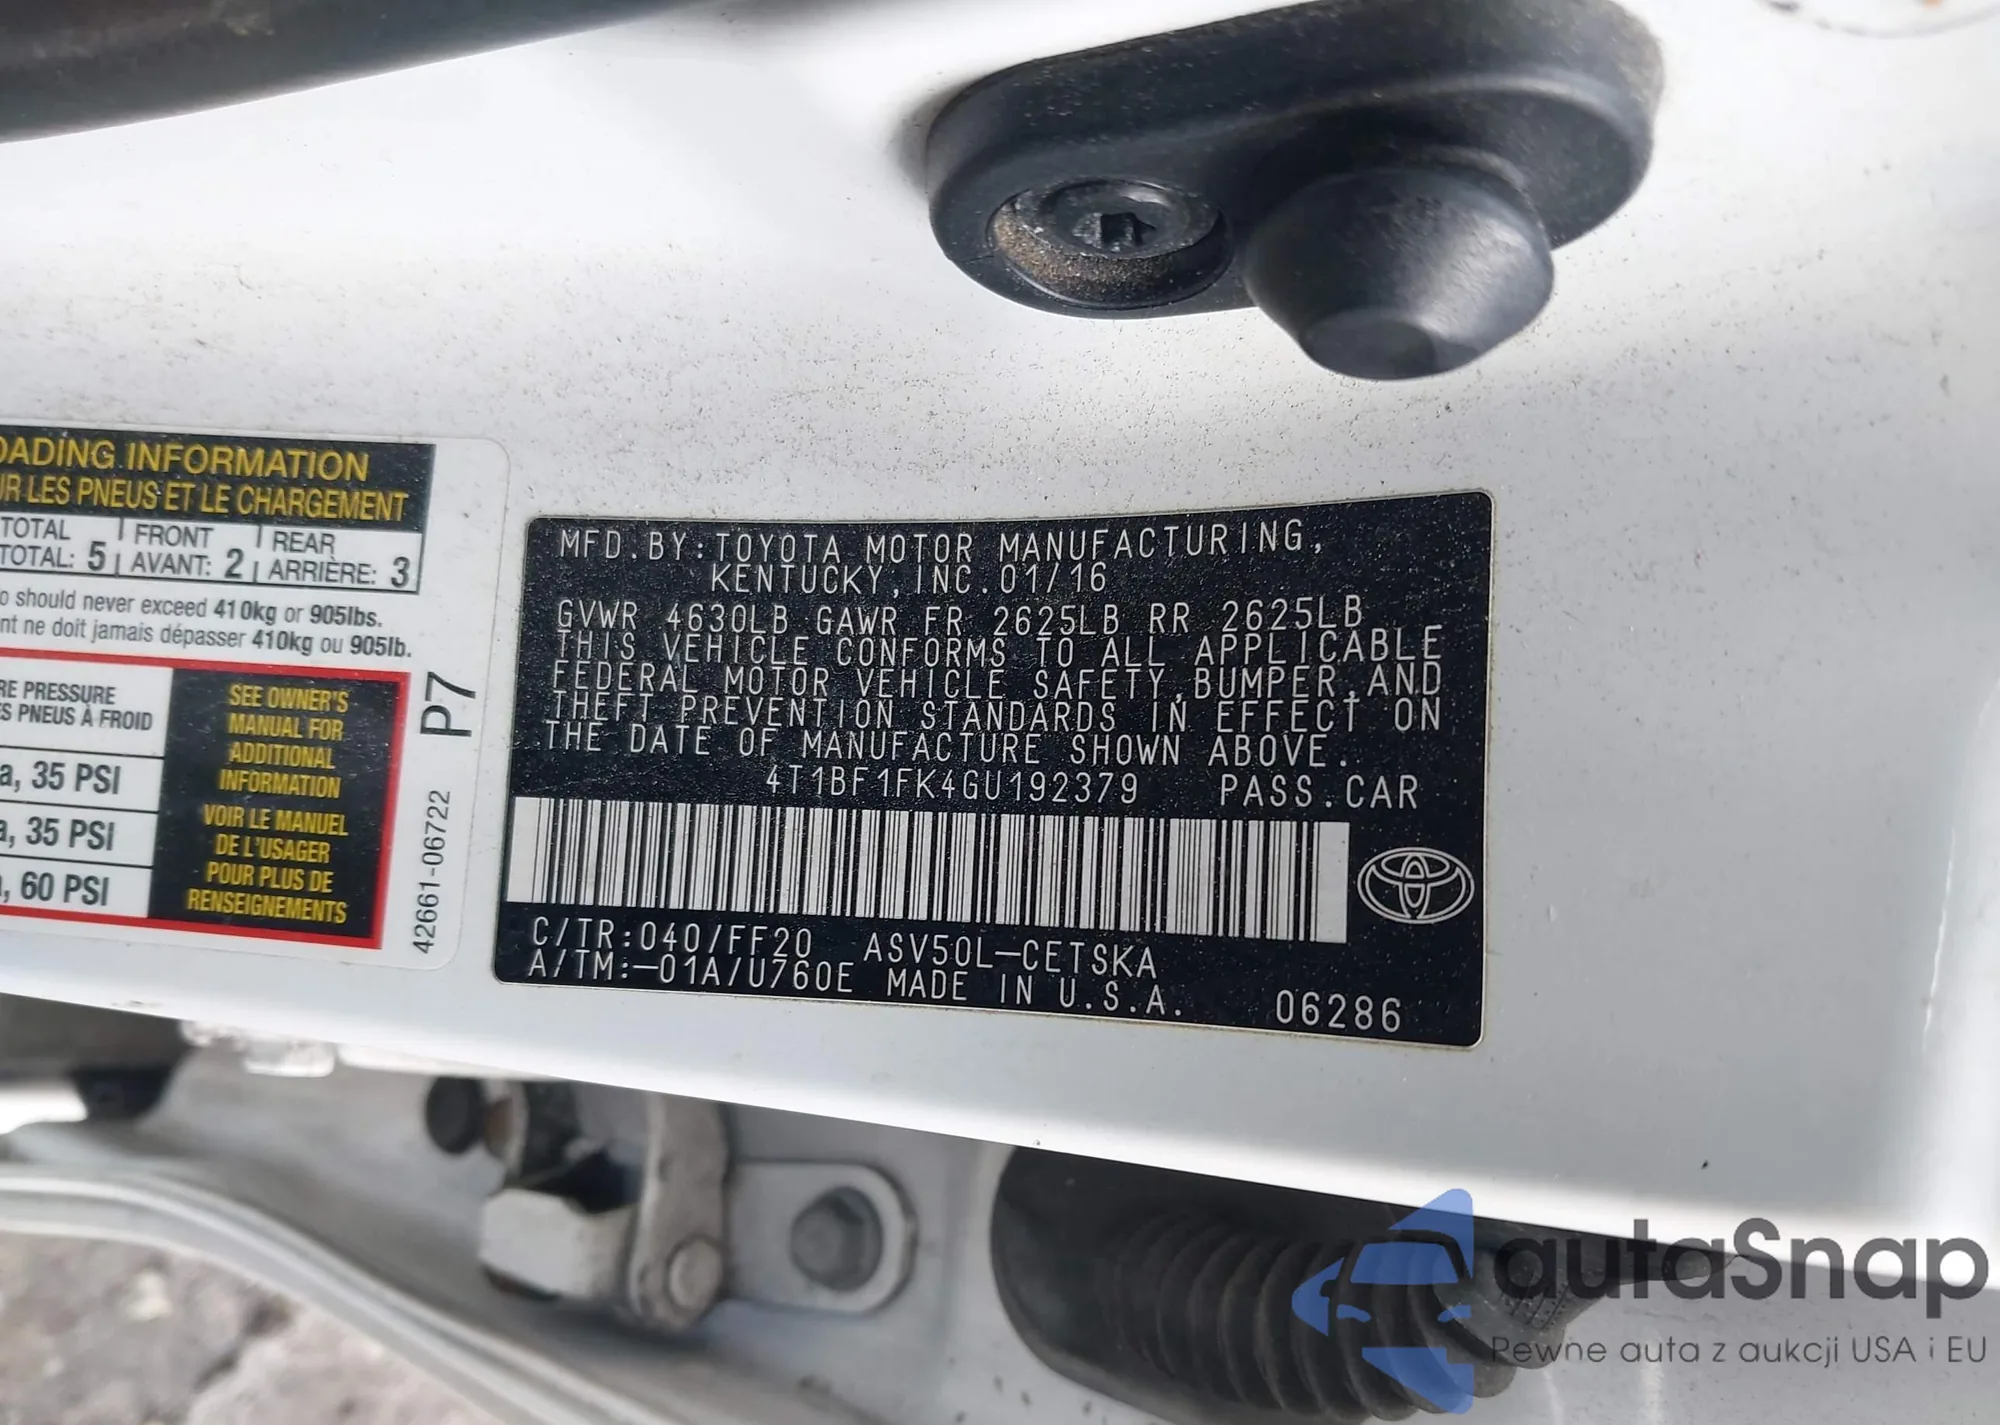 OADING INFORMATION
UR LES PNEUS ET LE CHARGEMENT
TOTAL FRONT REAR
TOTAL: 5 AVANT: 2 ARRIÈRE: 3
o should never exceed 410kg or 905lbs.
nt ne doit jamais dépasser 410kg ou 905lb.
RE PRESSURE
ES PNEUS À FROID
a, 35 PSI
a, 35 PSI
, 60 PSI
SEE OWNER'S
MANUAL FOR
ADDITIONAL
INFORMATION
VOIR LE MANUEL
DE L'USAGER
POUR PLUS DE
RENSEIGNEMENTS
P7
42661-06722
MFD.BY:TOYOTA MOTOR MANUFACTURING,
KENTUCKY,INC.01/16
GVWR 4630LB GAWR FR 2625LB RR 2625LB
THIS VEHICLE CONFORMS TO ALL APPLICABLE
FEDERAL MOTOR VEHICLE SAFETY,BUMPER,AND
THEFT PREVENTION STANDARDS IN EFFECT ON
THE DATE OF MANUFACTURE SHOWN ABOVE.
4T1BF1FK4GU192379 PASS.CAR
C/TR:040/FF20 ASV50L-CETSKA
A/TM:-01A/U760E MADE IN U.S.A. 06286
autaSnap
Pewne auta z aukcji USA i EU